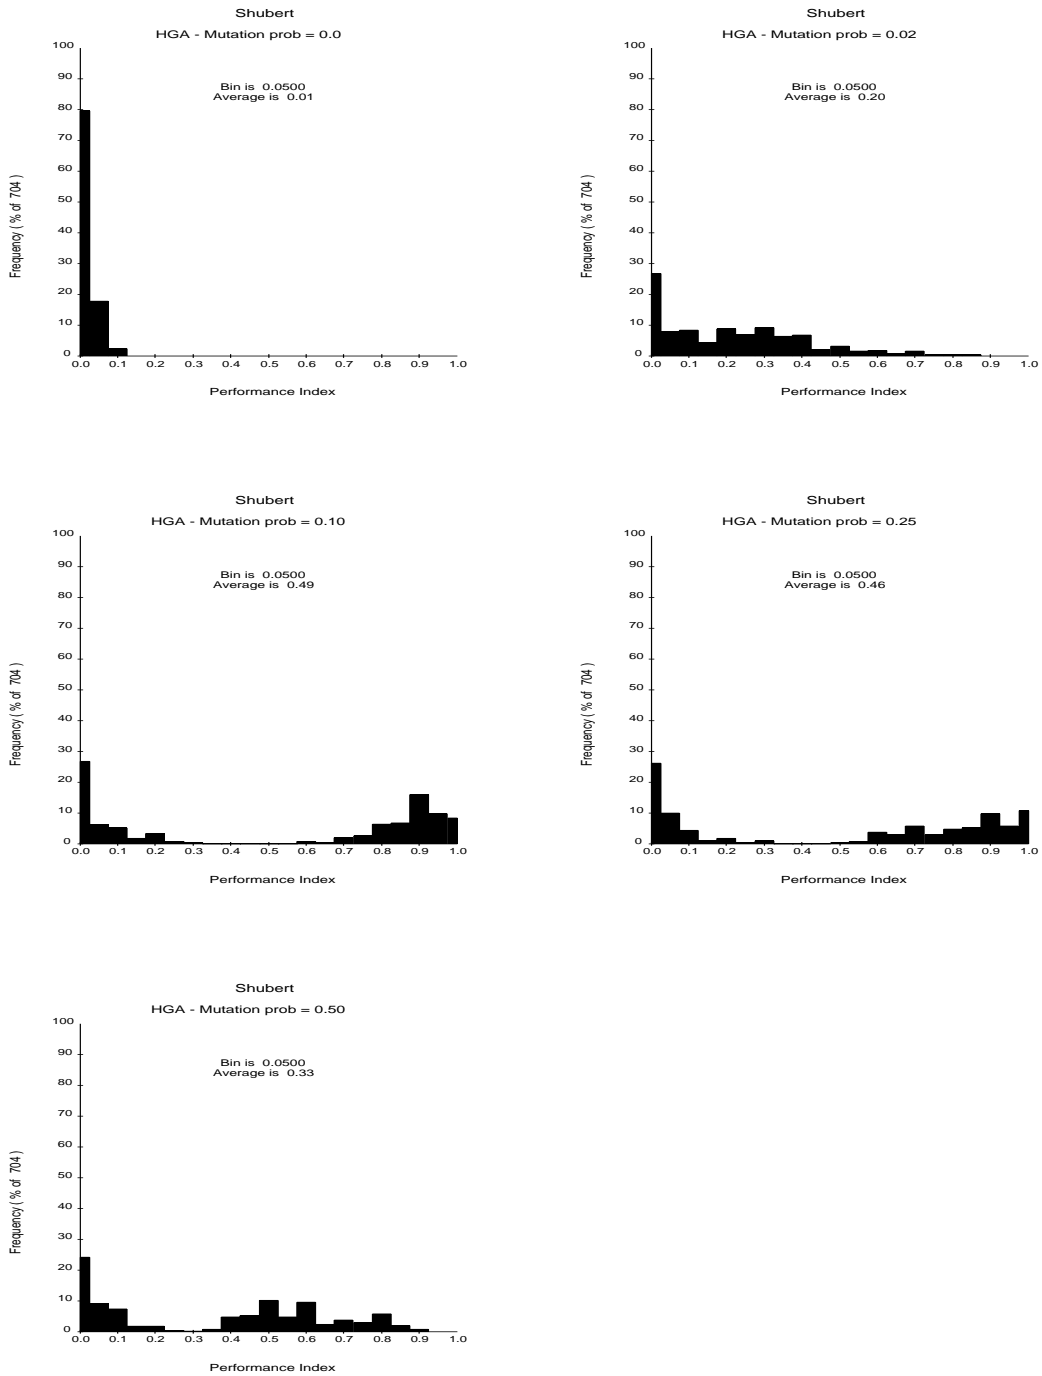 Shubert
HGA - Mutation prob = 0.0
Bin is 0.0500
Average is 0.01
Frequency ( % of 704 )
100
90
80
70
60
50
40
30
20
10
0
0.0 0.1 0.2 0.3 0.4 0.5 0.6 0.7 0.8 0.9 1.0
Performance Index
Shubert
HGA - Mutation prob = 0.02
Bin is 0.0500
Average is 0.20
Frequency ( % of 704 )
100
90
80
70
60
50
40
30
20
10
0
0.0 0.1 0.2 0.3 0.4 0.5 0.6 0.7 0.8 0.9 1.0
Performance Index
Shubert
HGA - Mutation prob = 0.10
Bin is 0.0500
Average is 0.49
Frequency ( % of 704 )
100
90
80
70
60
50
40
30
20
10
0
0.0 0.1 0.2 0.3 0.4 0.5 0.6 0.7 0.8 0.9 1.0
Performance Index
Shubert
HGA - Mutation prob = 0.25
Bin is 0.0500
Average is 0.46
Frequency ( % of 704 )
100
90
80
70
60
50
40
30
20
10
0
0.0 0.1 0.2 0.3 0.4 0.5 0.6 0.7 0.8 0.9 1.0
Performance Index
Shubert
HGA - Mutation prob = 0.50
Bin is 0.0500
Average is 0.33
Frequency ( % of 704 )
100
90
80
70
60
50
40
30
20
10
0
0.0 0.1 0.2 0.3 0.4 0.5 0.6 0.7 0.8 0.9 1.0
Performance Index